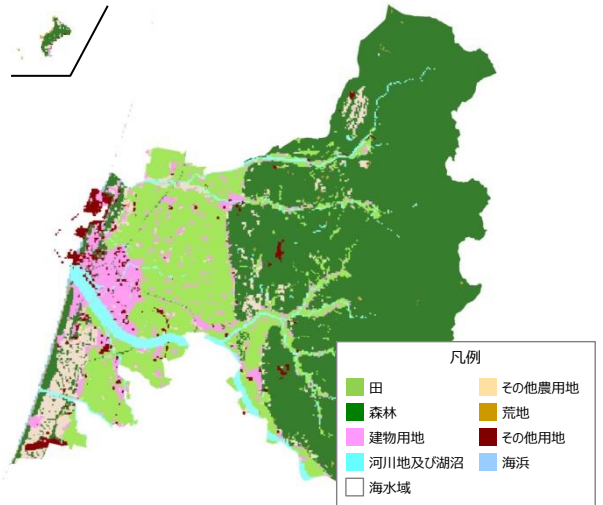 凡例
田 その他農用地
森林 荒地
建物用地 その他用地
河川地及び湖沼 海浜
海水域